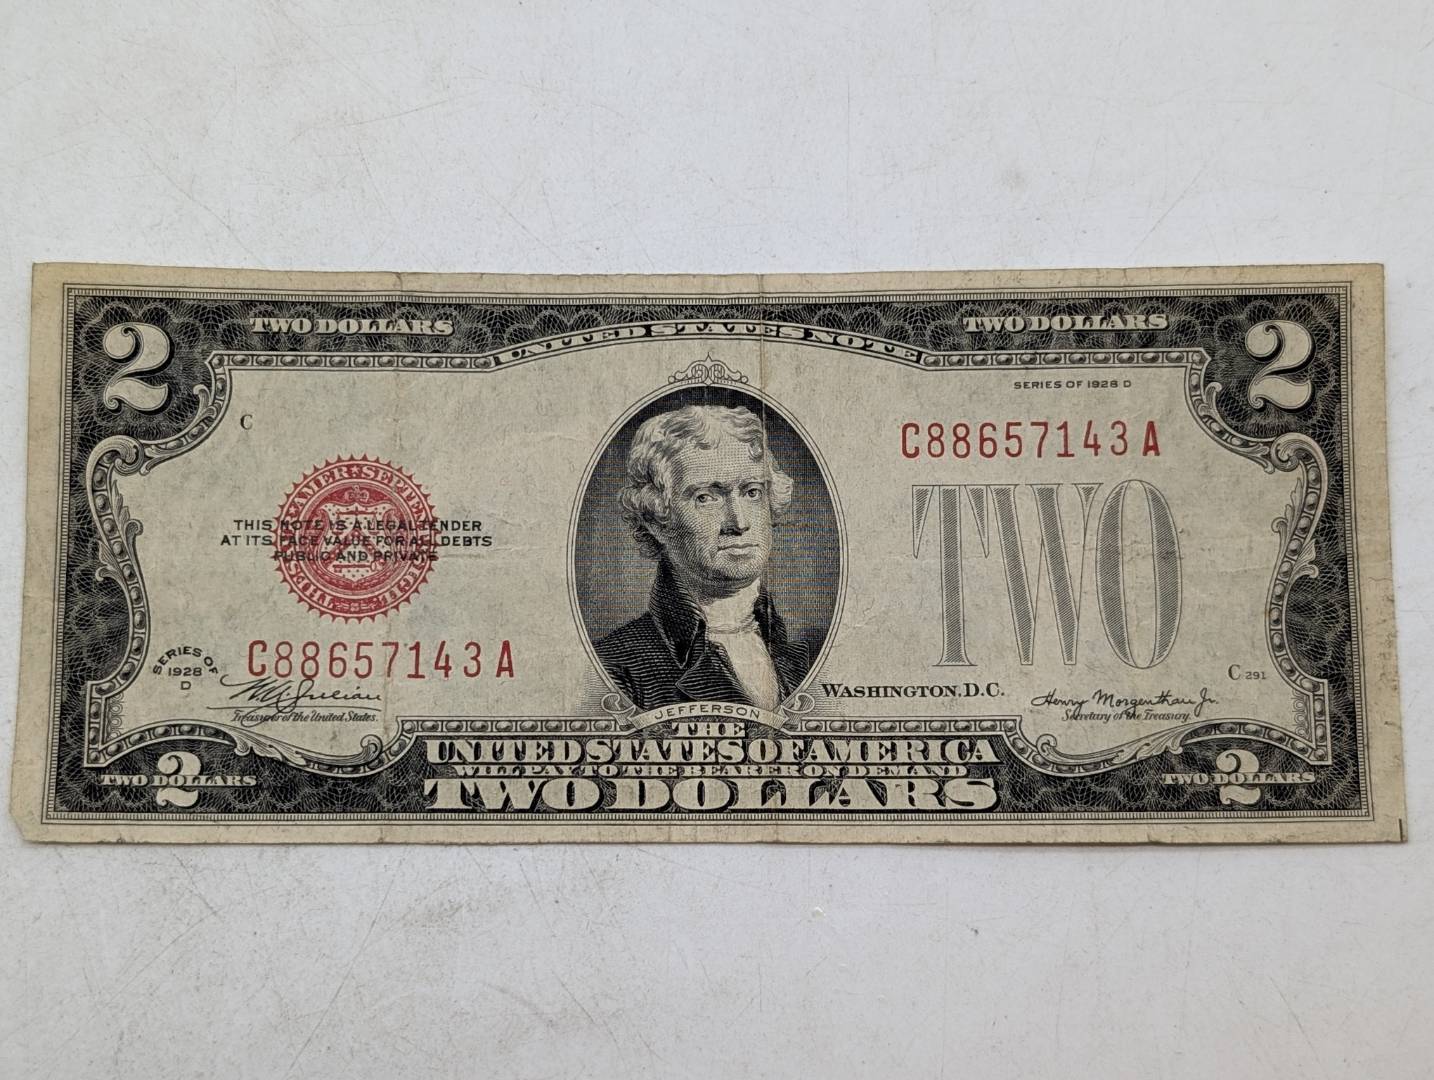 TWO DOLLARS
UNITED STATES NOTE
TWO DOLLARS
2
2
SERIES OF 1928 D
C
C88657143A
THIS NOTE IS A LEGAL TENDER
AT ITS FACE VALUE FOR ALL DEBTS
PUBLIC AND PRIVATE
TWO
C88657143A
SERIES OF
1928
D
Treasurer of the United States.
WASHINGTON, D.C.
C 291
Henry Morgenthau Jr.
Secretary of the Treasury.
JEFFERSON
THE
UNITED STATES OF AMERICA
WILL PAY TO THE BEARER ON DEMAND
TWO DOLLARS
TWO DOLLARS
2
TWO DOLLARS
2